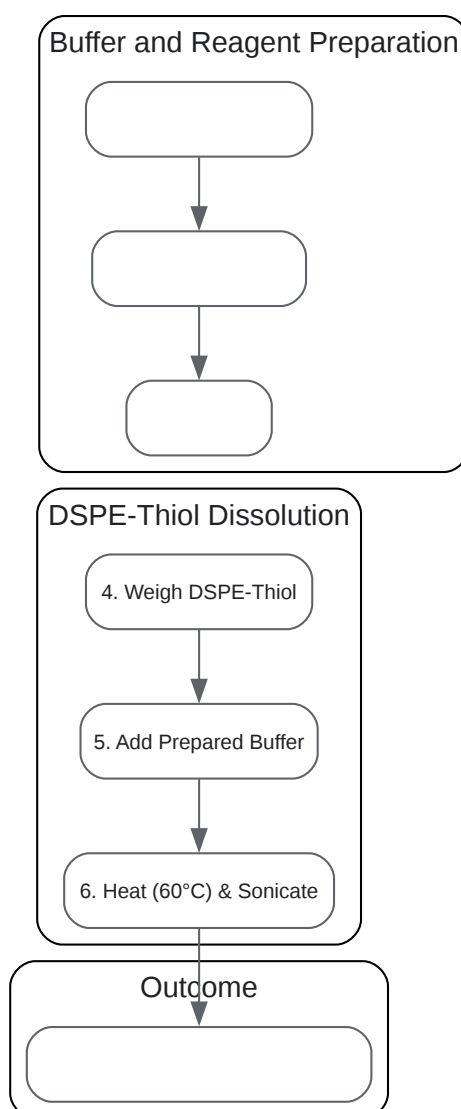 Buffer and Reagent Preparation
DSPE-Thiol Dissolution
4. Weigh DSPE-Thiol
5. Add Prepared Buffer
6. Heat (60°C) & Sonicate
Outcome